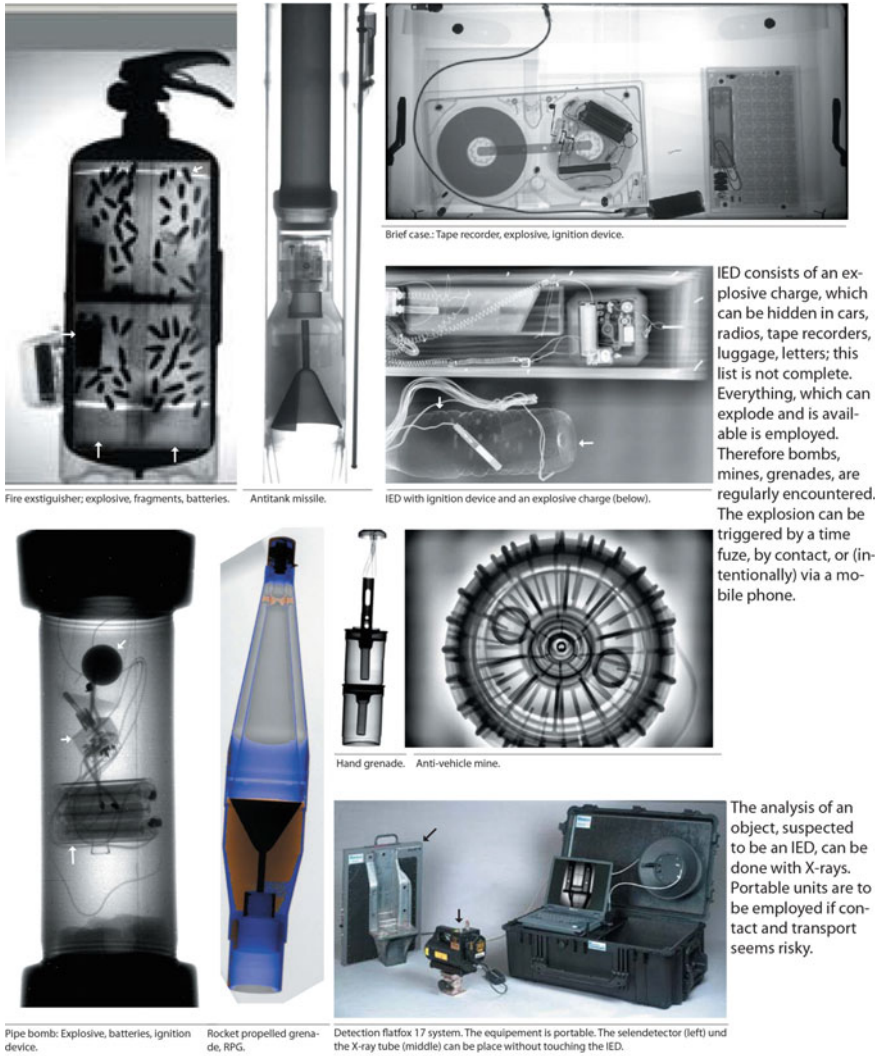 Brief case.: Tape recorder, explosive, ignition device.
Fire exstiguisher; explosive, fragments, batteries.
Antitank missile.
IED with ignition device and an explosive charge (below).
IED consists of an ex-
plosive charge, which
can be hidden in cars,
radios, tape recorders,
luggage, letters; this
list is not complete.
Everything, which can
explode and is avail-
able is employed.
Therefore bombs,
mines, grenades, are
regularly encountered.
The explosion can be
triggered by a time
fuze, by contact, or (in-
tentionally) via a mo-
bile phone.
Hand grenade.
Anti-vehicle mine.
The analysis of an
object, suspected
to be an IED, can be
done with X-rays.
Portable units are to
be employed if con-
tact and transport
seems risky.
Pipe bomb: Explosive, batteries, ignition
device.
Rocket propelled grena-
de, RPG.
Detection flatfox 17 system. The equipement is portable. The selendetector (left) und
the X-ray tube (middle) can be place without touching the IED.